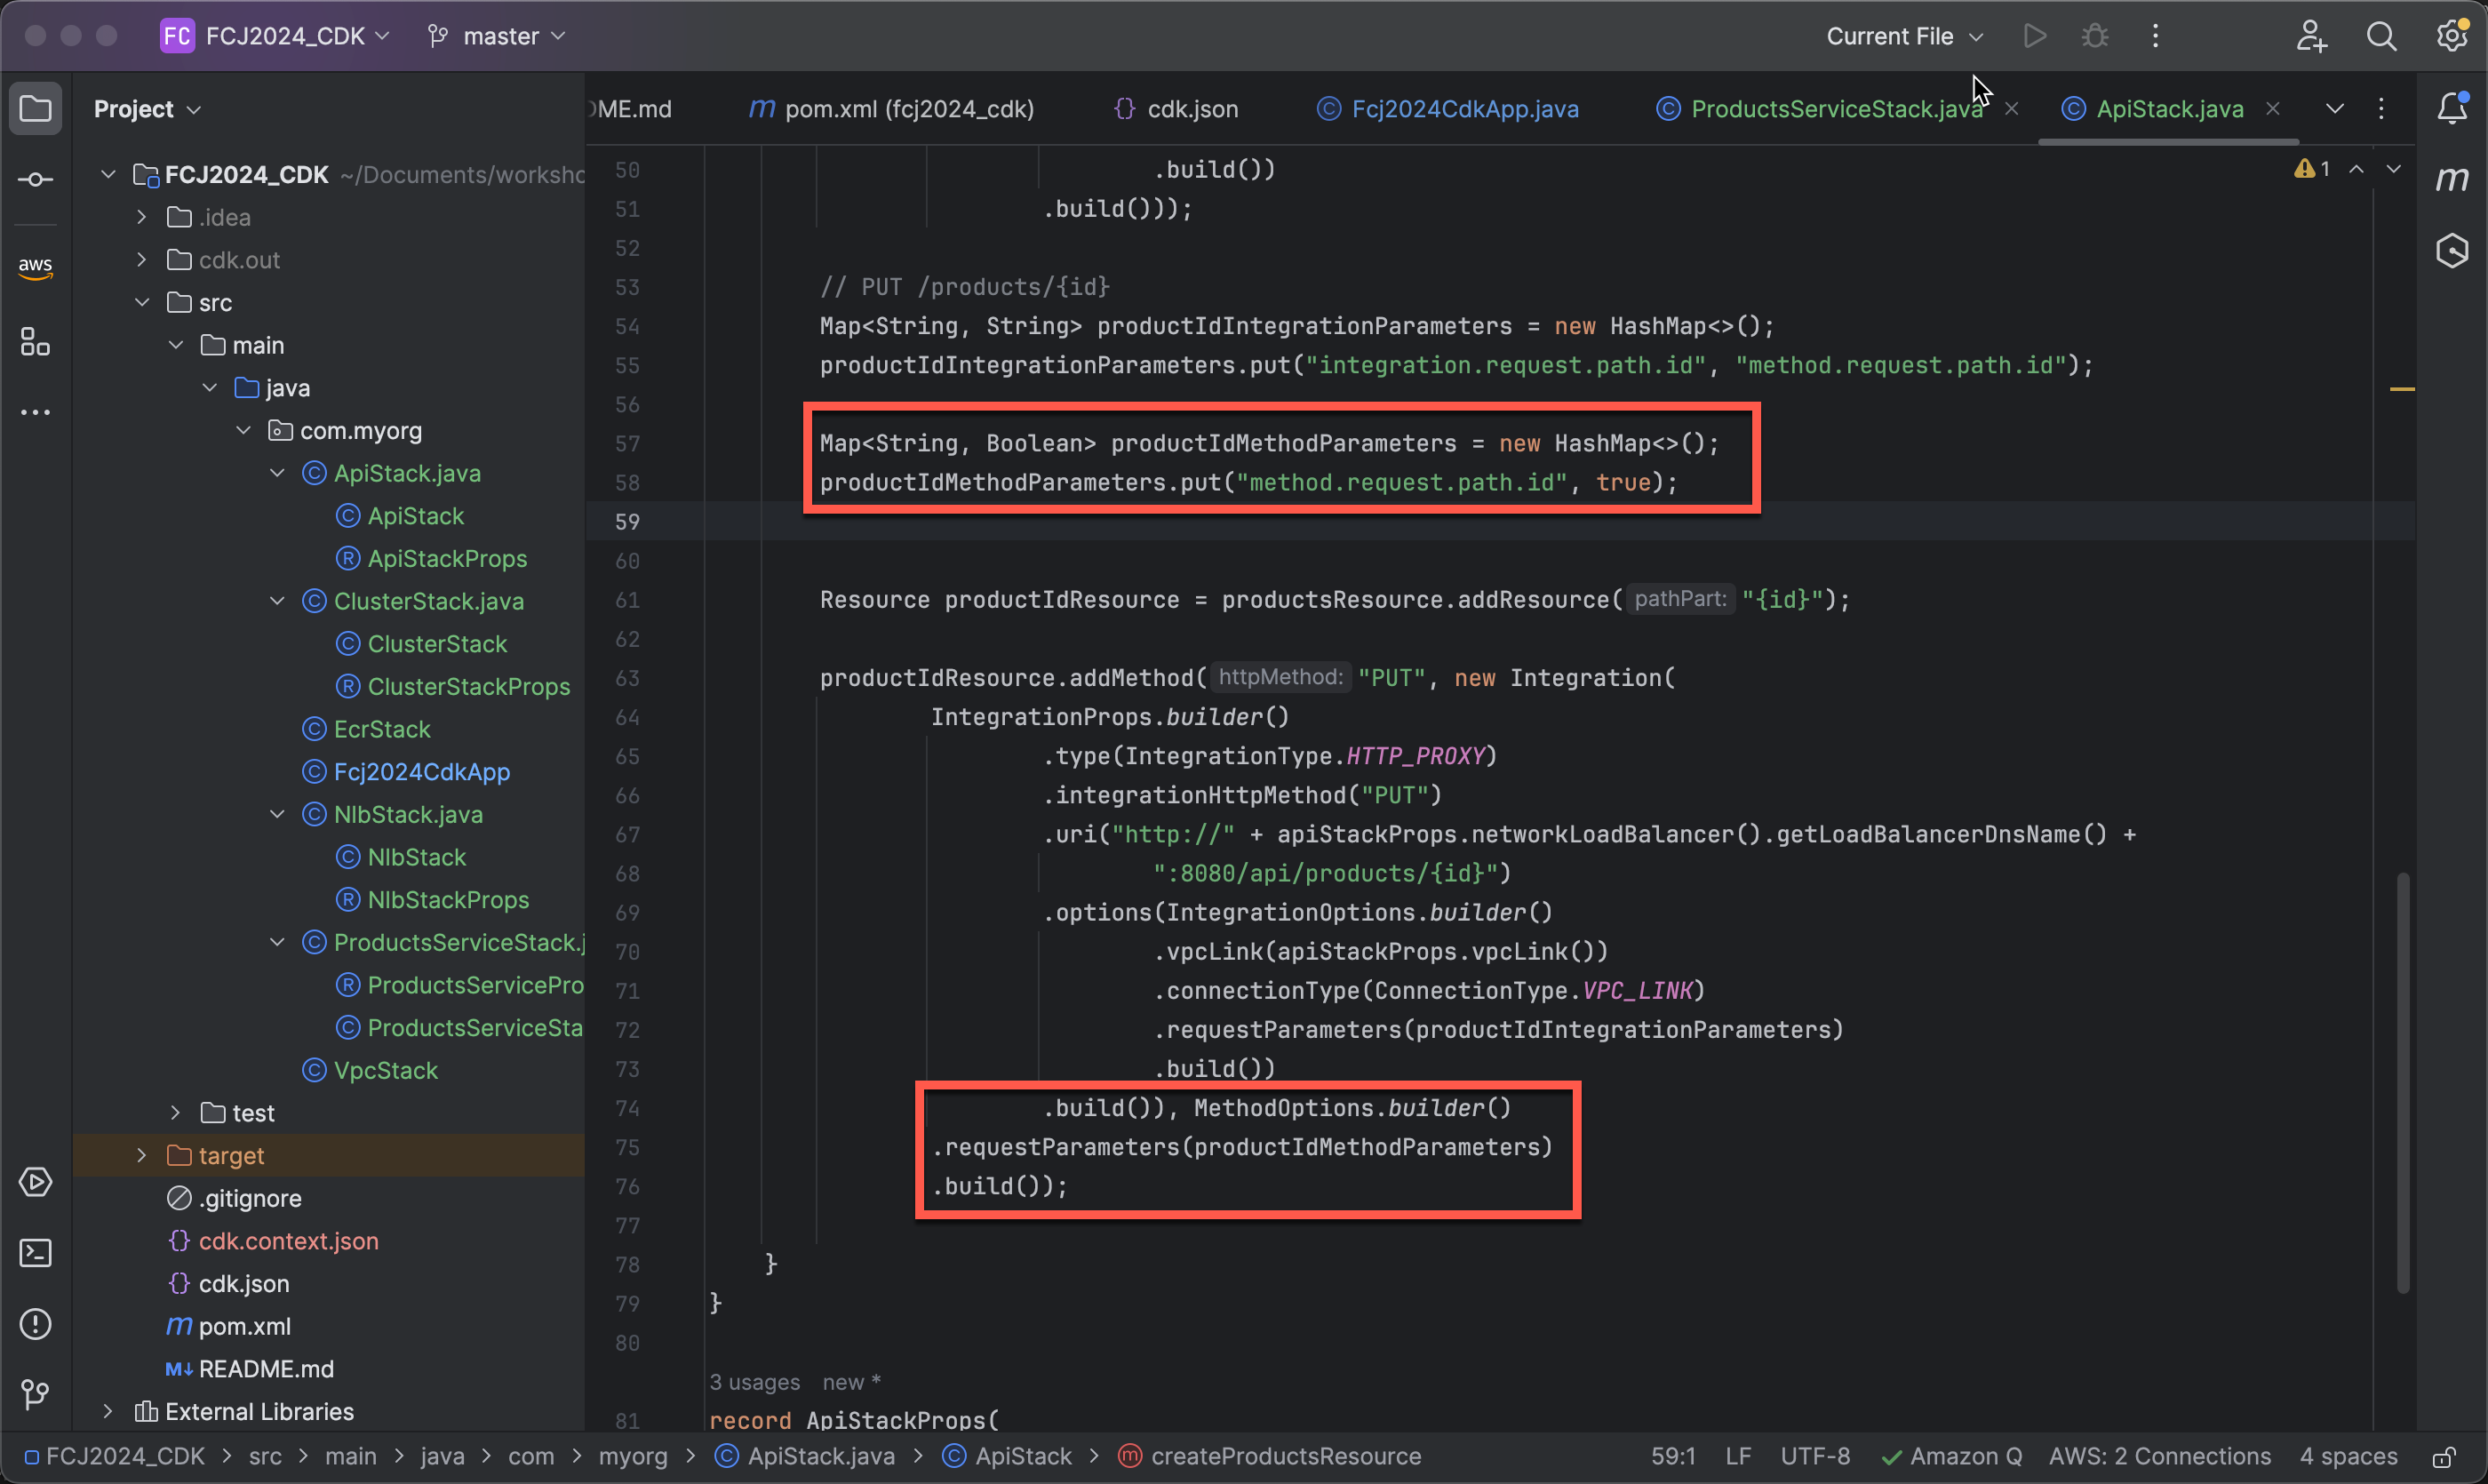 FC FCJ2024_CDK master Current File
Project
DME.md
m pom.xml (fcj2024_cdk)
{} cdk.json
C Fcj2024CdkApp.java
C ProductsServiceStack.java
C ApiStack.java
FCJ2024_CDK ~/Documents/worksho
.idea
cdk.out
src
main
java
com.myorg
C ApiStack.java
C ApiStack
R ApiStackProps
C ClusterStack.java
C ClusterStack
R ClusterStackProps
C EcrStack
C Fcj2024CdkApp
C NlbStack.java
C NlbStack
R NlbStackProps
C ProductsServiceStack.j
R ProductsServicePro
C ProductsServiceSta
C VpcStack
test
target
.gitignore
{} cdk.context.json
{} cdk.json
m pom.xml
M↓ README.md
External Libraries
aws
1
m
50 .build())
51 .build()));
52
53 // PUT /products/{id}
54 Map<String, String> productIdIntegrationParameters = new HashMap<>();
55 productIdIntegrationParameters.put("integration.request.path.id", "method.request.path.id");
56
57 Map<String, Boolean> productIdMethodParameters = new HashMap<>();
58 productIdMethodParameters.put("method.request.path.id", true);
59
60
61 Resource productIdResource = productsResource.addResource( pathPart: "{id}");
62
63 productIdResource.addMethod( httpMethod: "PUT", new Integration(
64 IntegrationProps.builder()
65 .type(IntegrationType.HTTP_PROXY)
66 .integrationHttpMethod("PUT")
67 .uri("http://" + apiStackProps.networkLoadBalancer().getLoadBalancerDnsName() +
68 ":8080/api/products/{id}")
69 .options(IntegrationOptions.builder()
70 .vpcLink(apiStackProps.vpcLink())
71 .connectionType(ConnectionType.VPC_LINK)
72 .requestParameters(productIdIntegrationParameters)
73 .build())
74 .build()), MethodOptions.builder()
75 .requestParameters(productIdMethodParameters)
76 .build());
77
78 }
79 }
80
3 usages new *
81 record ApiStackProps(
FCJ2024_CDK > src > main > java > com > myorg > C ApiStack.java > C ApiStack > m createProductsResource
59:1 LF UTF-8 Amazon Q AWS: 2 Connections 4 spaces